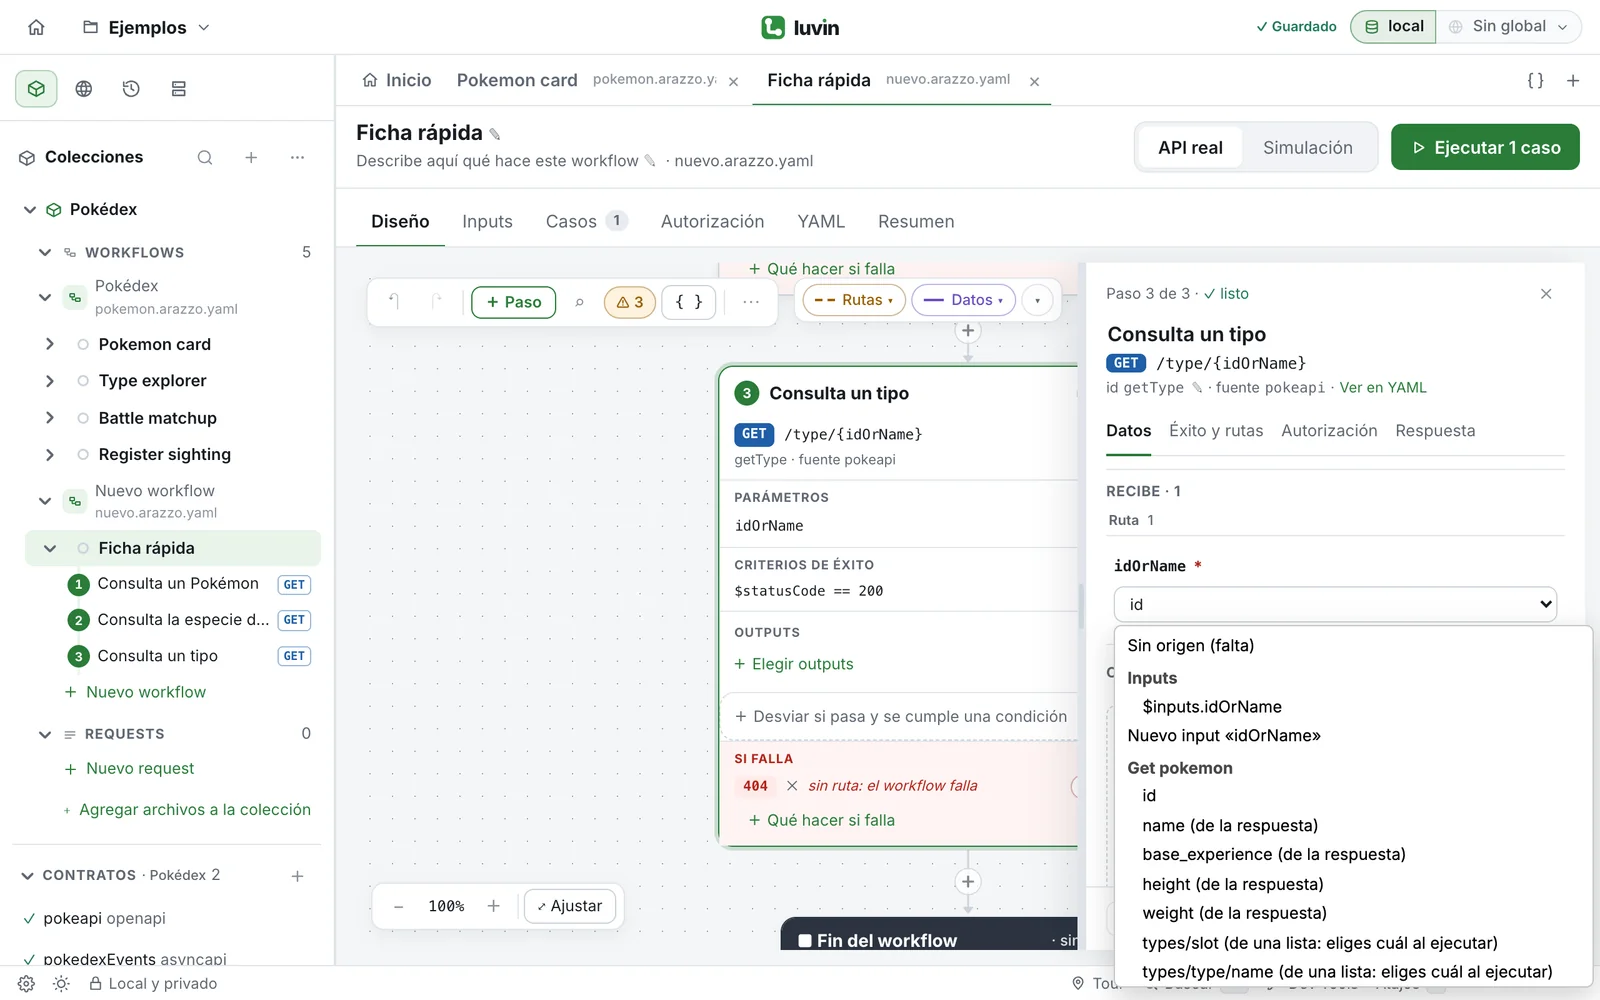 Ejemplos
luvin
Guardado
local
Sin global
Inicio
Pokemon card pokemon.arazzo.ya
Ficha rápida nuevo.arazzo.yaml
{ }
Colecciones
Ficha rápida
Describe aquí qué hace este workflow · nuevo.arazzo.yaml
API real
Simulación
Ejecutar 1 caso
Diseño
Inputs
Casos 1
Autorización
YAML
Resumen
Pokédex
WORKFLOWS 5
Pokédex
pokemon.arazzo.yaml
Pokemon card
Type explorer
Battle matchup
Register sighting
Nuevo workflow
nuevo.arazzo.yaml
Ficha rápida
1 Consulta un Pokémon GET
2 Consulta la especie d... GET
3 Consulta un tipo GET
+ Nuevo workflow
REQUESTS 0
+ Nuevo request
+ Agregar archivos a la colección
CONTRATOS · Pokédex 2
pokeapi openapi
pokedexEvents asyncapi
Local y privado
+ Qué hacer si falla
+ Paso
3
{ }
Rutas
Datos
3 Consulta un tipo
GET /type/{idOrName}
getType · fuente pokeapi
PARÁMETROS
idOrName
CRITERIOS DE ÉXITO
$statusCode == 200
OUTPUTS
+ Elegir outputs
+ Desviar si pasa y se cumple una condición
SI FALLA
404 × sin ruta: el workflow falla
+ Qué hacer si falla
− 100% +
Ajustar
Fin del workflow · sin
Paso 3 de 3 · ✓ listo
Consulta un tipo
GET /type/{idOrName}
id getType · fuente pokeapi · Ver en YAML
Datos
Éxito y rutas
Autorización
Respuesta
RECIBE · 1
Ruta 1
idOrName *
id
Sin origen (falta)
Inputs
$inputs.idOrName
Nuevo input «idOrName»
Get pokemon
id
name (de la respuesta)
base_experience (de la respuesta)
height (de la respuesta)
weight (de la respuesta)
types/slot (de una lista: eliges cuál al ejecutar)
types/type/name (de una lista: eliges cuál al ejecutar)